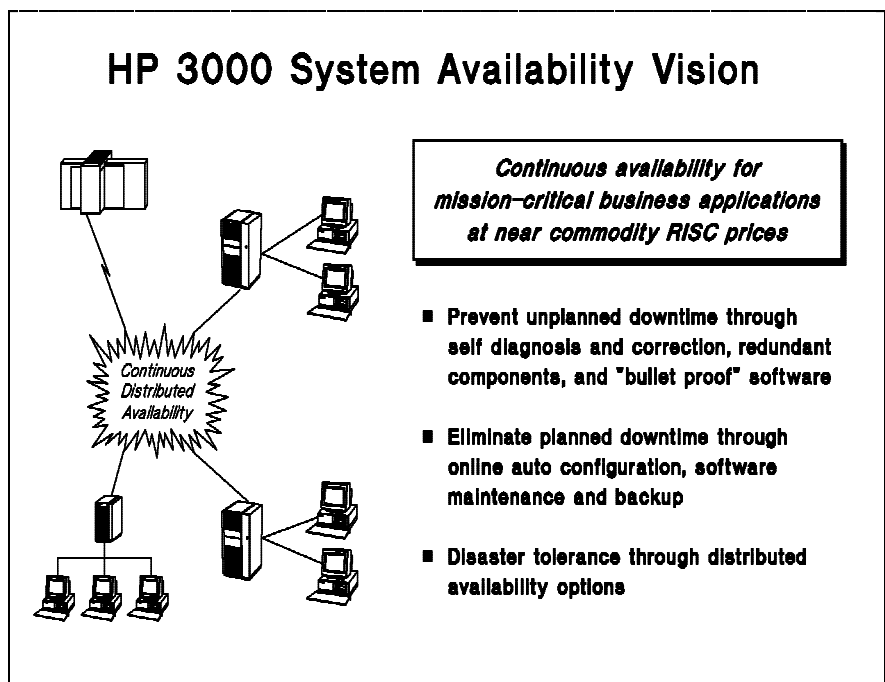 HP 3000 System Availability Vision
Continuous availability for
mission-critical business applications
at near commodity RISC prices
Continuous
Distributed
Availability
■ Prevent unplanned downtime through
self diagnosis and correction, redundant
components, and "bullet proof" software
■ Eliminate planned downtime through
online auto configuration, software
maintenance and backup
■ Disaster tolerance through distributed
availability options